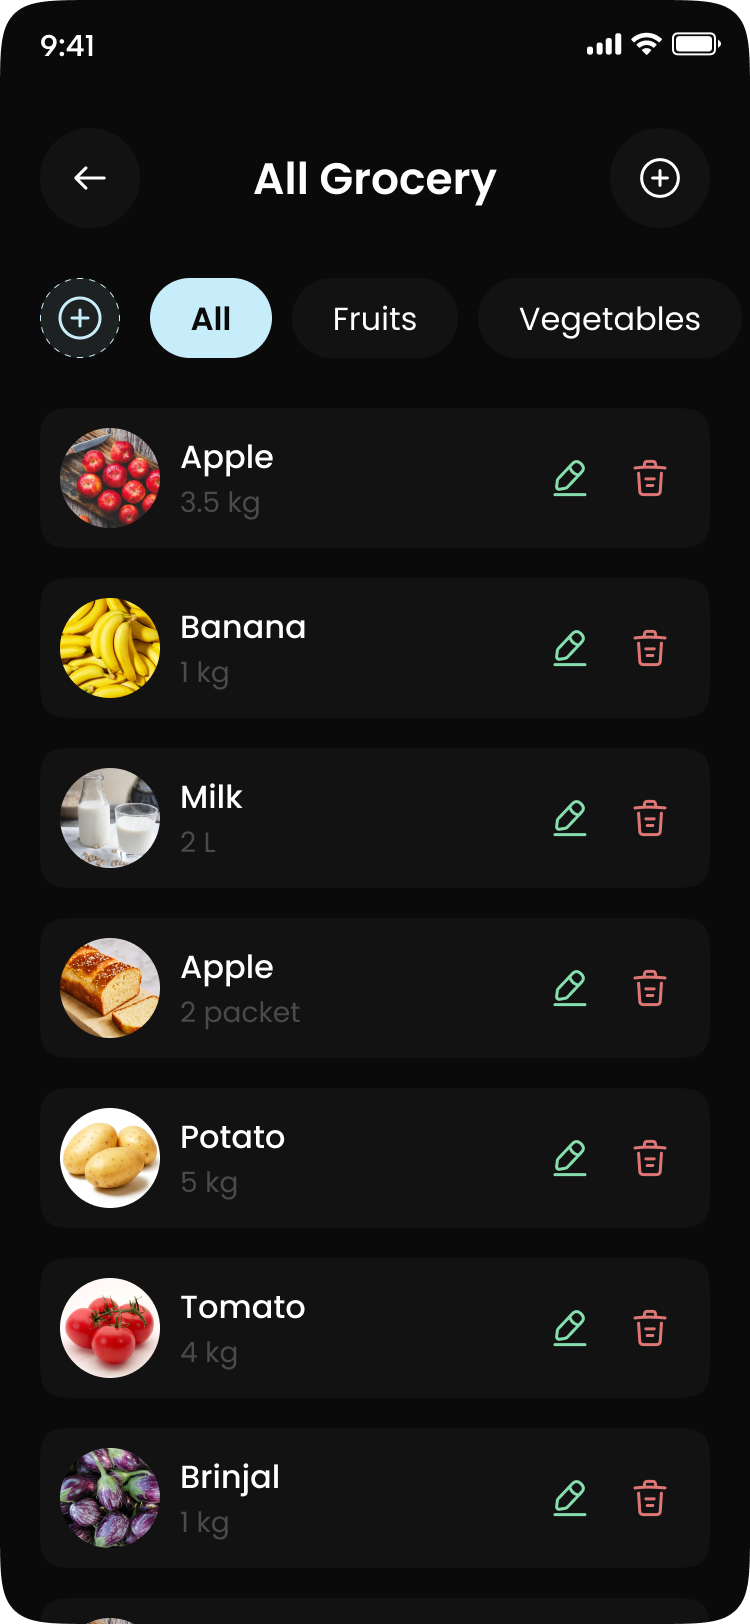 9:41
All Grocery
All
Fruits
Vegetables
Apple
3.5 kg
Banana
1 kg
Milk
2 L
Apple
2 packet
Potato
5 kg
Tomato
4 kg
Brinjal
1 kg